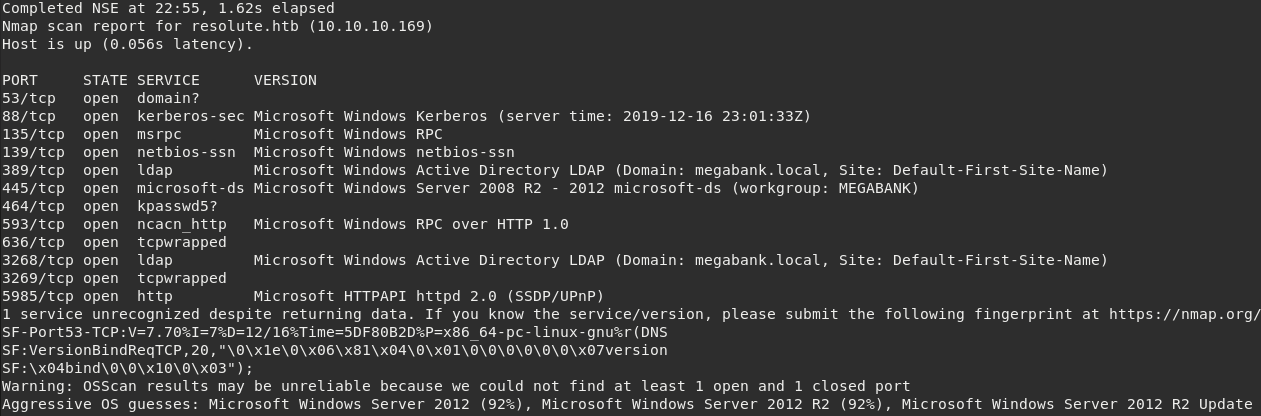 Completed NSE at 22:55, 1.62s elapsed
Nmap scan report for resolute.htb (10.10.10.169)
Host is up (0.056s latency).
PORT     STATE SERVICE      VERSION
53/tcp   open  domain?
88/tcp   open  kerberos-sec Microsoft Windows Kerberos (server time: 2019-12-16 23:01:33Z)
135/tcp  open  msrpc        Microsoft Windows RPC
139/tcp  open  netbios-ssn  Microsoft Windows netbios-ssn
389/tcp  open  ldap         Microsoft Windows Active Directory LDAP (Domain: megabank.local, Site: Default-First-Site-Name)
445/tcp  open  microsoft-ds Microsoft Windows Server 2008 R2 - 2012 microsoft-ds (workgroup: MEGABANK)
464/tcp  open  kpasswd5?
593/tcp  open  ncacn_http   Microsoft Windows RPC over HTTP 1.0
636/tcp  open  tcpwrapped
3268/tcp open  ldap         Microsoft Windows Active Directory LDAP (Domain: megabank.local, Site: Default-First-Site-Name)
3269/tcp open  tcpwrapped
5985/tcp open  http         Microsoft HTTPAPI httpd 2.0 (SSDP/UPnP)
1 service unrecognized despite returning data. If you know the service/version, please submit the following fingerprint at https://nmap.org/
SF-Port53-TCP:V=7.70%I=7%D=12/16%Time=5DF80B2D%P=x86_64-pc-linux-gnu%r(DNS
SF:VersionBindReqTCP,20,"\0\x1e\0\x06\x81\x04\0\x01\0\0\0\0\0\0\x07version
SF:\x04bind\0\0\x10\0\x03");
Warning: OSScan results may be unreliable because we could not find at least 1 open and 1 closed port
Aggressive OS guesses: Microsoft Windows Server 2012 (92%), Microsoft Windows Server 2012 R2 (92%), Microsoft Windows Server 2012 R2 Update